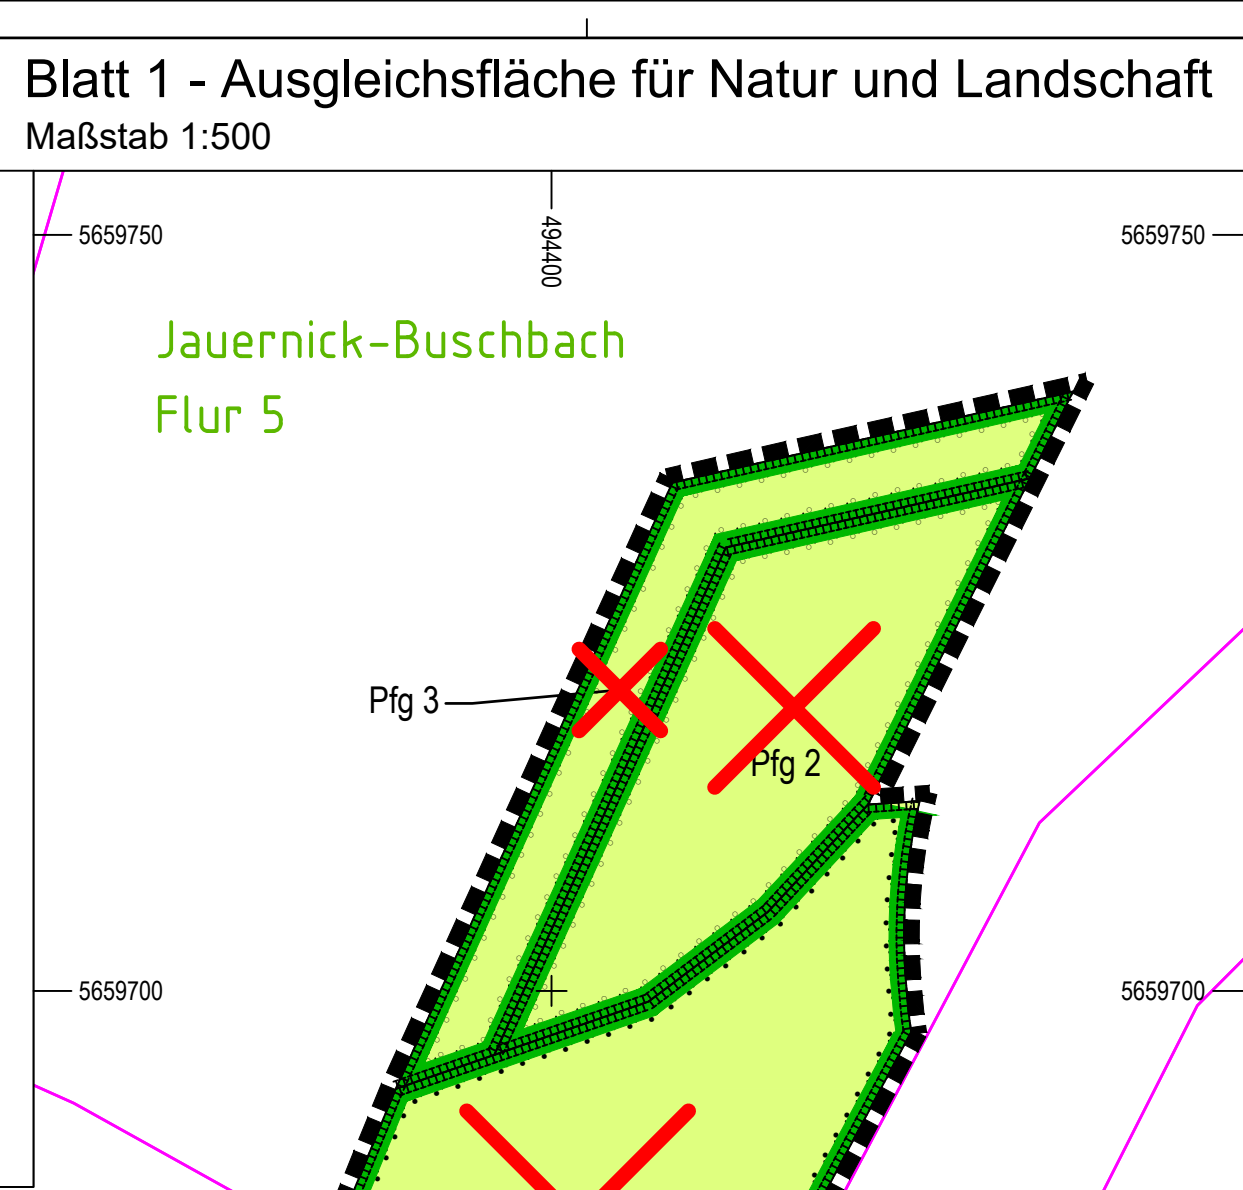 Blatt 1 - Ausgleichsfläche für Natur und Landschaft
Maßstab 1:500
5659750
494400
5659750
Jauernick-Buschbach
Flur 5
Pfg 3
Pfg 2
5659700
5659700